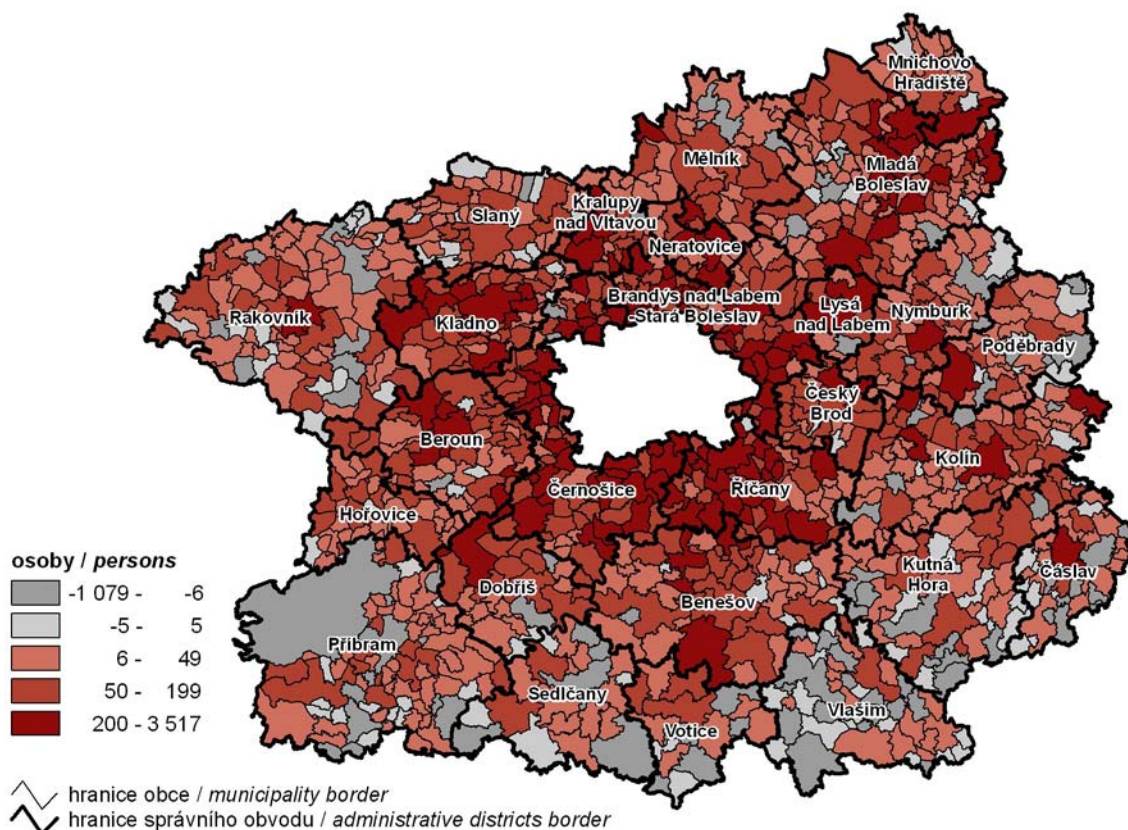 Mnichovo
Hradiště
Mělník
Mladá
Boleslav
Slaný
Kralupy
nad Vltavou
Neratovice
Rakovník
Kladno
Brandýs nad Labem
-Stará Boleslav
Lysá
nad Labem
Nymburk
Poděbrady
Český
Brod
Beroun
Kolín
Černošice
Říčany
Hořovice
Kutná
Hora
Čáslav
Dobříš
Benešov
Příbram
Sedlčany
Votice
Vlašim
osoby / persons
-1 079 - -6
-5 - 5
6 - 49
50 - 199
200 - 3 517
hranice obce / municipality border
hranice správního obvodu / administrative districts border